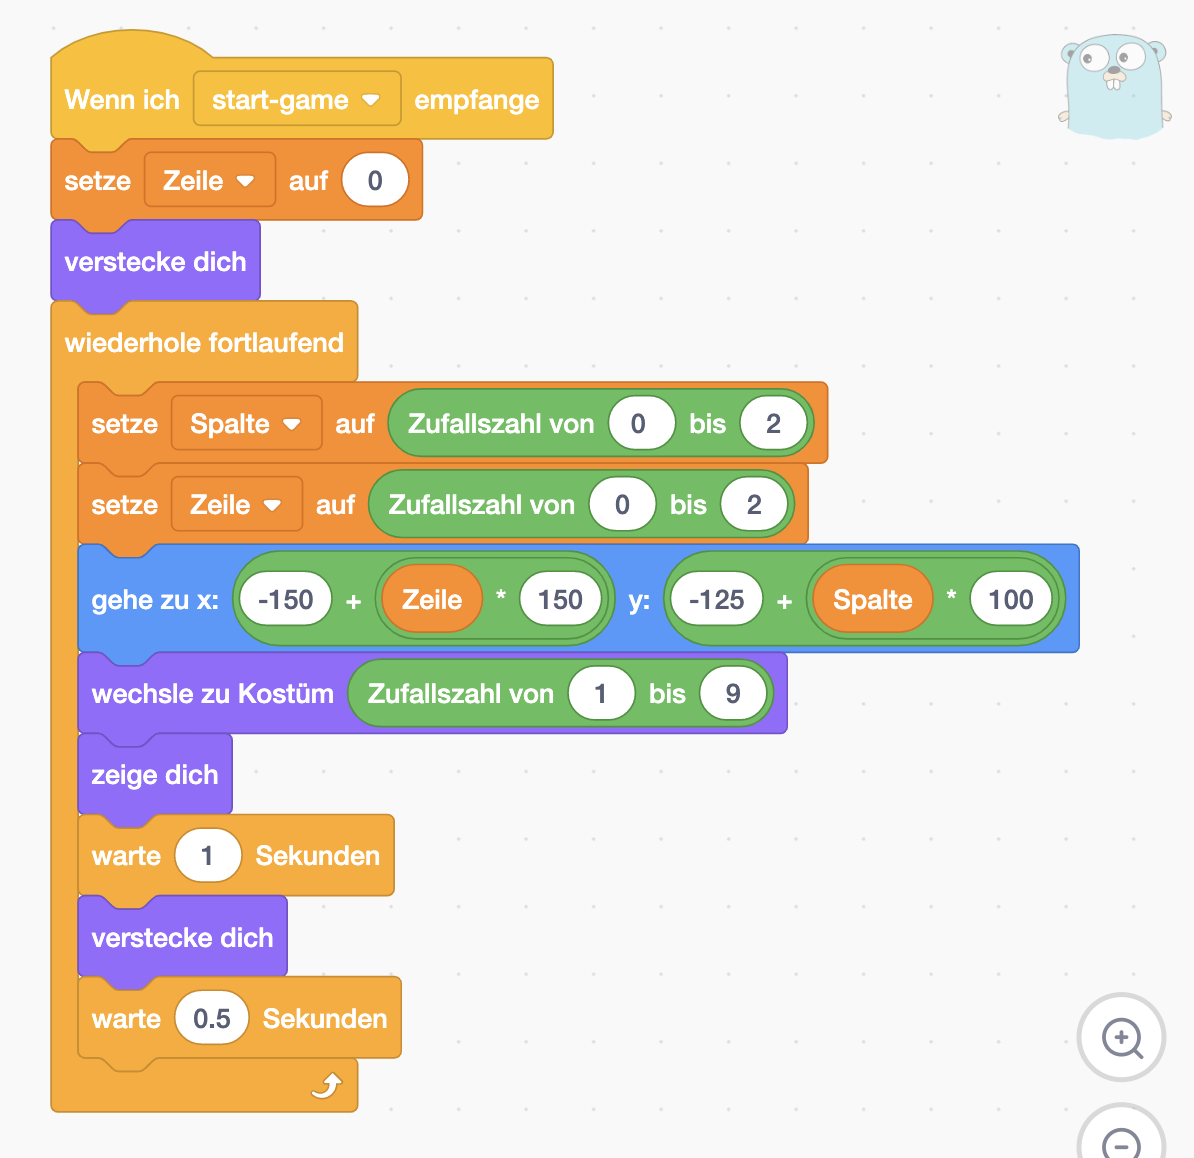 Wenn ich start-game empfange
setze Zeile auf 0
verstecke dich
wiederhole fortlaufend
setze Spalte auf Zufallszahl von 0 bis 2
setze Zeile auf Zufallszahl von 0 bis 2
gehe zu x: -150 + Zeile * 150 y: -125 + Spalte * 100
wechsle zu Kostüm Zufallszahl von 1 bis 9
zeige dich
warte 1 Sekunden
verstecke dich
warte 0.5 Sekunden